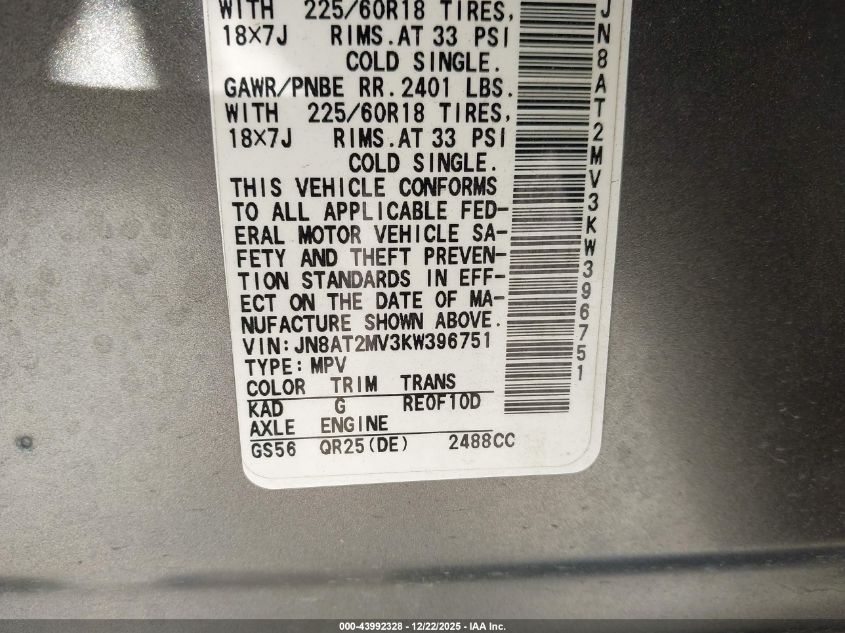 WITH 225/60R18 TIRES,
18X7J RIMS.AT 33 PSI
COLD SINGLE.
GAWR/PNBE RR.2401 LBS.
WITH 225/60R18 TIRES,
18X7J RIMS.AT 33 PSI
COLD SINGLE.
THIS VEHICLE CONFORMS
TO ALL APPLICABLE FED-
ERAL MOTOR VEHICLE SA-
FETY AND THEFT PREVEN-
TION STANDARDS IN EFF-
ECT ON THE DATE OF MA-
NUFACTURE SHOWN ABOVE.
VIN:JN8AT2MV3KW396751
TYPE:MPV
COLOR TRIM TRANS
KAD G RE0F10D
AXLE ENGINE
GS56 QR25(DE) 2488CC
JN8AT2MV3KW396751
000-43992328 - 12/22/2025 - IAA Inc.